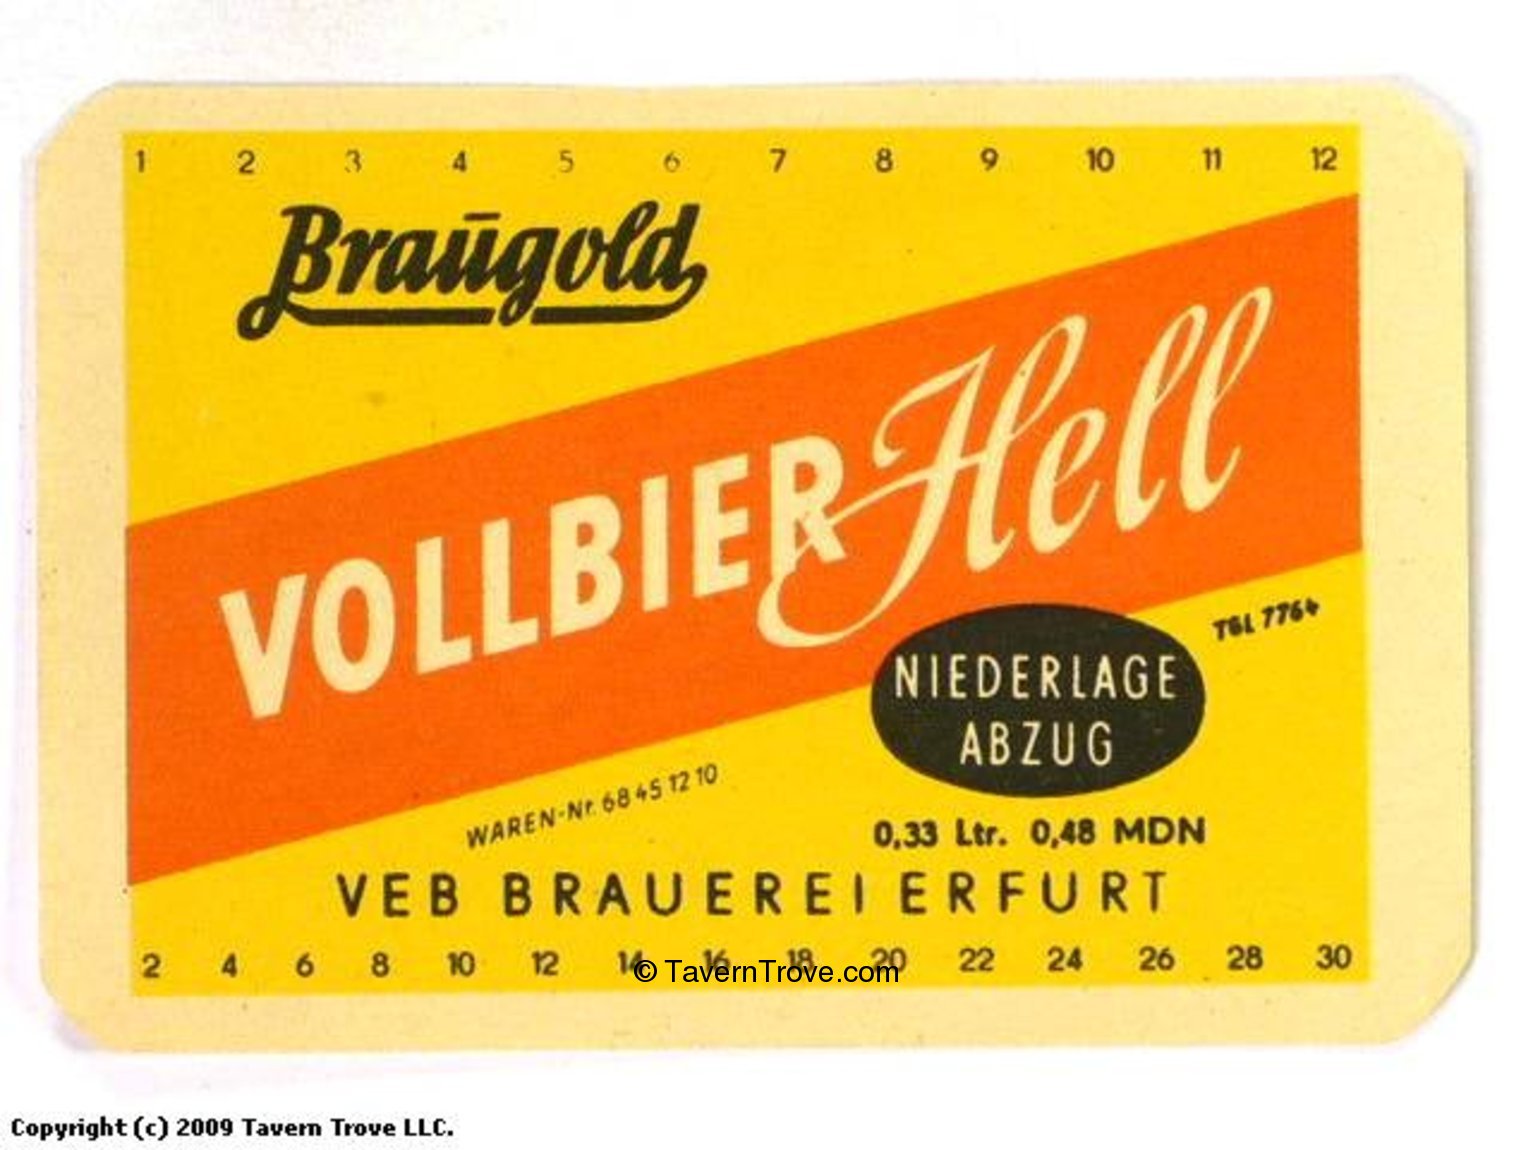 1 2 3 4 5 6 7 8 9 10 11 12
Braugold
VOLLBIER Hell
TGL 7764
NIEDERLAGE
ABZUG
WAREN-Nr. 68 45 12 10
0,33 Ltr. 0,48 MDN
VEB BRAUEREI ERFURT
2 4 6 8 10 12 14 16 18 20 22 24 26 28 30
© TavernTrove.com
Copyright (c) 2009 Tavern Trove LLC.